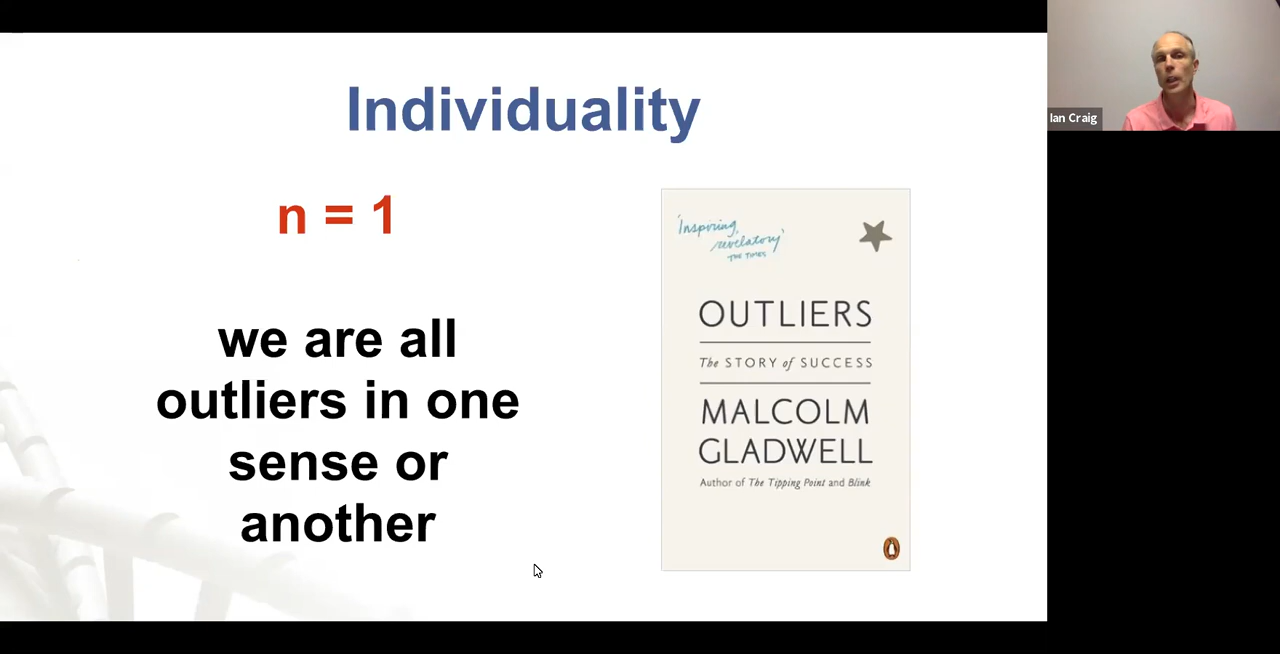 Individuality
n = 1
we are all
outliers in one
sense or
another
'Inspiring,
revelatory'
THE TIMES
OUTLIERS
The STORY of SUCCESS
MALCOLM
GLADWELL
Author of The Tipping Point and Blink
Ian Craig